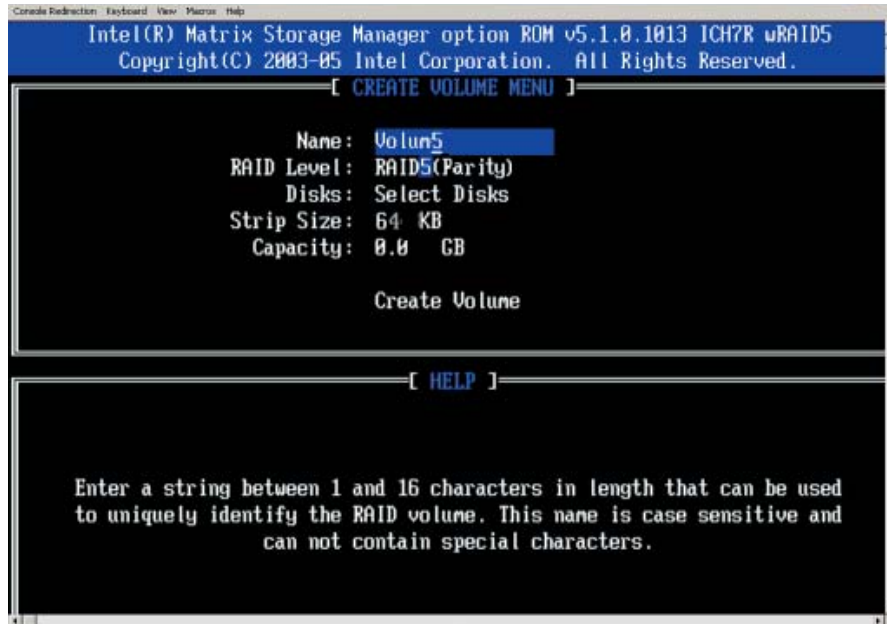 Console Redirection Keyboard View Macros Help
Intel(R) Matrix Storage Manager option ROM v5.1.0.1013 ICH7R wRAID5
Copyright(C) 2003-05 Intel Corporation. All Rights Reserved.
[ CREATE VOLUME MENU ]
Name: Volum5
RAID Level: RAID5(Parity)
Disks: Select Disks
Strip Size: 64 KB
Capacity: 0.0 GB
Create Volume
[ HELP ]
Enter a string between 1 and 16 characters in length that can be used
to uniquely identify the RAID volume. This name is case sensitive and
can not contain special characters.